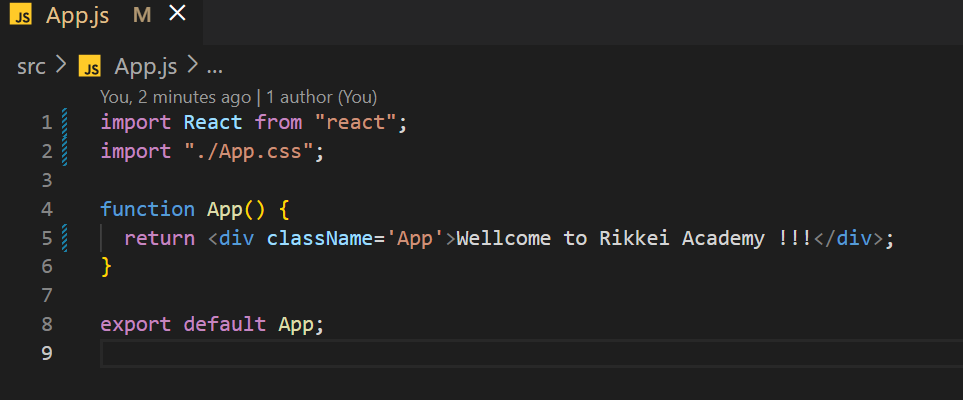 JS App.js M
src > JS App.js > ...
You, 2 minutes ago | 1 author (You)
1 import React from "react";
2 import "./App.css";
3
4 function App() {
5 return <div className='App'>Wellcome to Rikkei Academy !!!</div>;
6 }
7
8 export default App;
9